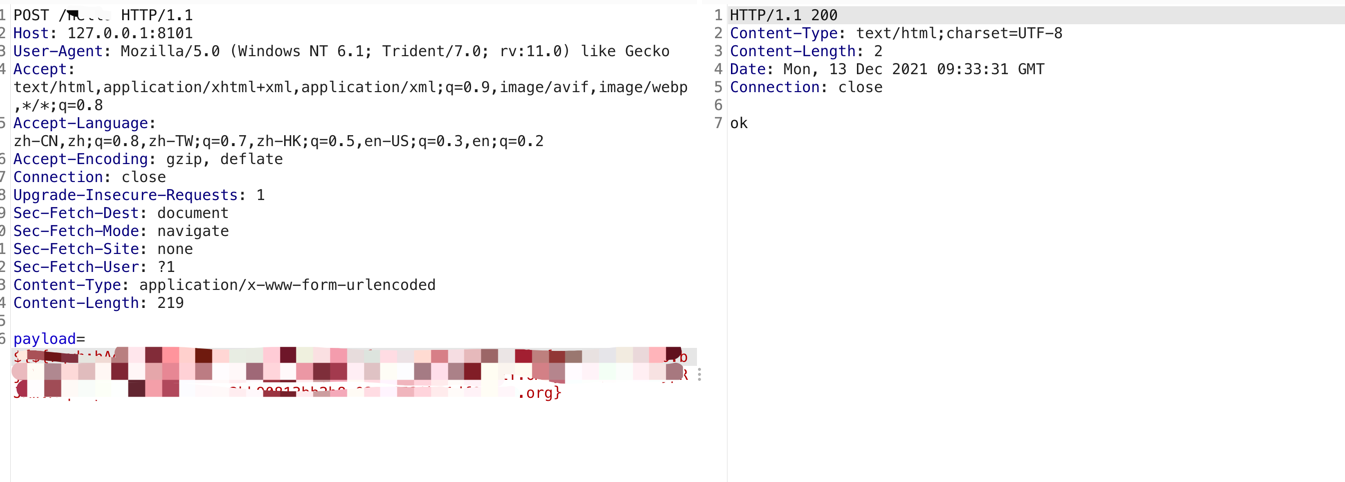 1 POST / HTTP/1.1
2 Host: 127.0.0.1:8101
3 User-Agent: Mozilla/5.0 (Windows NT 6.1; Trident/7.0; rv:11.0) like Gecko
4 Accept:
text/html,application/xhtml+xml,application/xml;q=0.9,image/avif,image/webp
,*/*;q=0.8
5 Accept-Language:
zh-CN,zh;q=0.8,zh-TW;q=0.7,zh-HK;q=0.5,en-US;q=0.3,en;q=0.2
6 Accept-Encoding: gzip, deflate
7 Connection: close
8 Upgrade-Insecure-Requests: 1
9 Sec-Fetch-Dest: document
0 Sec-Fetch-Mode: navigate
1 Sec-Fetch-Site: none
2 Sec-Fetch-User: ?1
3 Content-Type: application/x-www-form-urlencoded
4 Content-Length: 219
5
6 payload=
.org}
1 HTTP/1.1 200
2 Content-Type: text/html;charset=UTF-8
3 Content-Length: 2
4 Date: Mon, 13 Dec 2021 09:33:31 GMT
5 Connection: close
6
7 ok